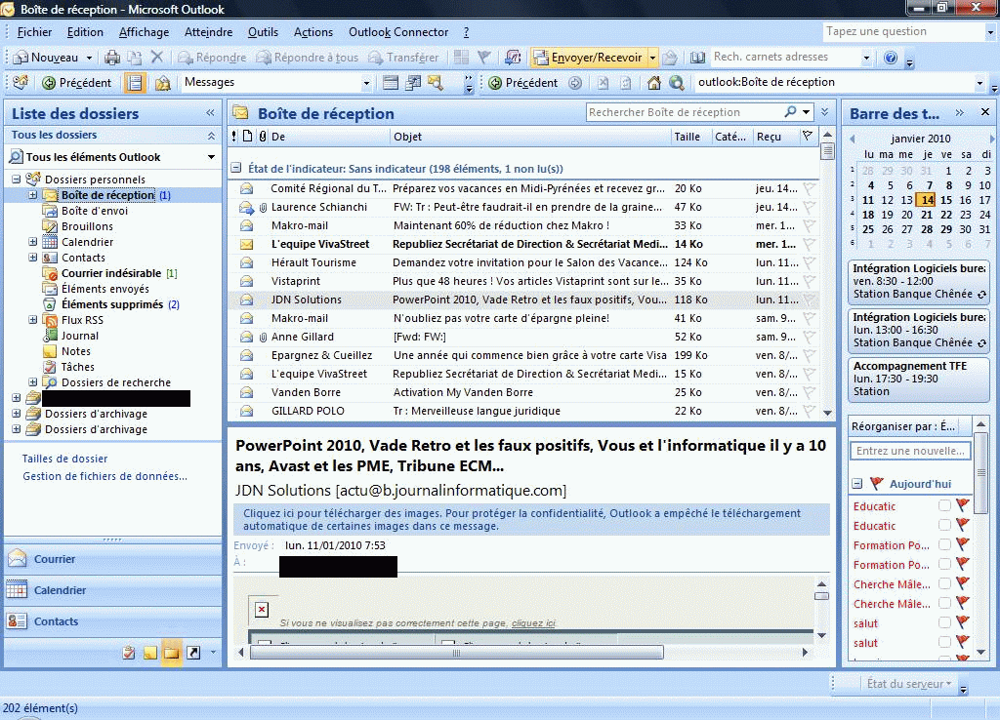 Boîte de réception - Microsoft Outlook
Fichier Edition Affichage Atteindre Outils Actions Outlook Connector ? Tapez une question
Nouveau Répondre Répondre à tous Transférer Envoyer/Recevoir Rech. carnets adresses
Précédent Messages Précédent outlook:Boîte de réception
Liste des dossiers
Tous les dossiers
Tous les éléments Outlook
Dossiers personnels
Boîte de réception (1)
Boîte d'envoi
Brouillons
Calendrier
Contacts
Courrier indésirable [1]
Éléments envoyés
Éléments supprimés (2)
Flux RSS
Journal
Notes
Tâches
Dossiers de recherche
Dossiers d'archivage
Dossiers d'archivage
Tailles de dossier
Gestion de fichiers de données...
Courrier
Calendrier
Contacts
Boîte de réception Rechercher Boîte de réception
! De Objet Taille Caté... Reçu
État de l'indicateur: Sans indicateur (198 éléments, 1 non lu(s))
Comité Régional du T... Préparez vos vacances en Midi-Pyrénées et recevez gr... 20 Ko jeu. 14...
Laurence Schianchi FW: Tr : Peut-être faudrait-il en prendre de la graine... 47 Ko jeu. 14...
Makro-mail Maintenant 60% de réduction chez Makro ! 33 Ko mer. 1...
L'equipe VivaStreet Republiez Secrétariat de Direction & Secrétariat Medi... 14 Ko mer. 1...
Hérault Tourisme Demandez votre invitation pour le Salon des Vacance... 124 Ko lun. 11...
Vistaprint Plus que 48 heures ! Vos articles Vistaprint sont sur le... 35 Ko lun. 11...
JDN Solutions PowerPoint 2010, Vade Retro et les faux positifs, Vou... 118 Ko lun. 11...
Makro-mail N'oubliez pas votre carte d'épargne pleine! 41 Ko sam. 9...
Anne Gillard [Fwd: FW:] 52 Ko sam. 9...
Epargnez & Cueillez Une année qui commence bien grâce à votre carte Visa 199 Ko ven. 8/...
L'equipe VivaStreet Republiez Secrétariat de Direction & Secrétariat Medi... 15 Ko ven. 8/...
Vanden Borre Activation My Vanden Borre 25 Ko ven. 8/...
GILLARD POLO Tr : Merveilleuse langue juridique 22 Ko ven. 8/...
PowerPoint 2010, Vade Retro et les faux positifs, Vous et l'informatique il y a 10
ans, Avast et les PME, Tribune ECM...
JDN Solutions [actu@b.journalinformatique.com]
Cliquez ici pour télécharger des images. Pour protéger la confidentialité, Outlook a empêché le téléchargement
automatique de certaines images dans ce message.
Envoyé : lun. 11/01/2010 7:53
À :
Si vous ne visualisez pas correctement cette page, cliquez ici.
Barre des t...
janvier 2010
lu ma me je ve sa di
1 28 29 30 31 1 2 3
2 4 5 6 7 8 9 10
3 11 12 13 14 15 16 17
4 18 19 20 21 22 23 24
5 25 26 27 28 29 30 31
6 1 2 3 4 5 6 7
Intégration Logiciels burea
ven. 8:30 - 12:00
Station Banque Chênée
Intégration Logiciels burea
lun. 13:00 - 16:30
Station Banque Chênée
Accompagnement TFE
lun. 17:30 - 19:30
Station
Réorganiser par : É...
Entrez une nouvelle...
Aujourd'hui
Educatic
Educatic
Formation Po...
Formation Po...
Cherche Mâle...
Cherche Mâle...
salut
salut
État du serveur
202 élément(s)